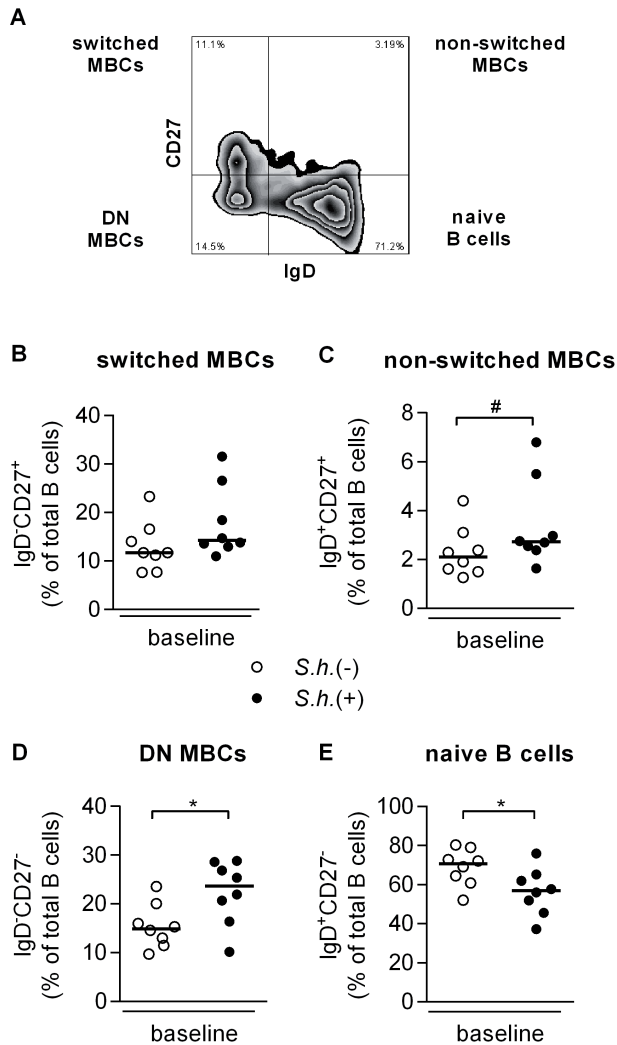 A
switched
MBCs
11.1%
3.19%
non-switched
MBCs
CD27
DN
MBCs
14.5%
71.2%
naive
B cells
IgD
B
switched MBCs
IgD⁻CD27⁺
(% of total B cells)
40
30
20
10
0
baseline
C
non-switched MBCs
#
IgD⁺CD27⁺
(% of total B cells)
8
6
4
2
0
baseline
S.h.(-)
S.h.(+)
D
DN MBCs
*
IgD⁻CD27⁻
(% of total B cells)
40
30
20
10
0
baseline
E
naive B cells
*
IgD⁺CD27⁻
(% of total B cells)
100
80
60
40
20
0
baseline